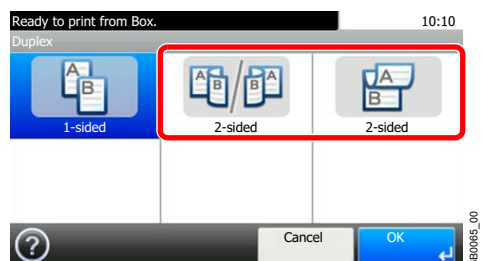 Ready to print from Box. 10:10
Duplex
A B
A B / B A
A B
1-sided 2-sided 2-sided
? Cancel OK
B0065_00